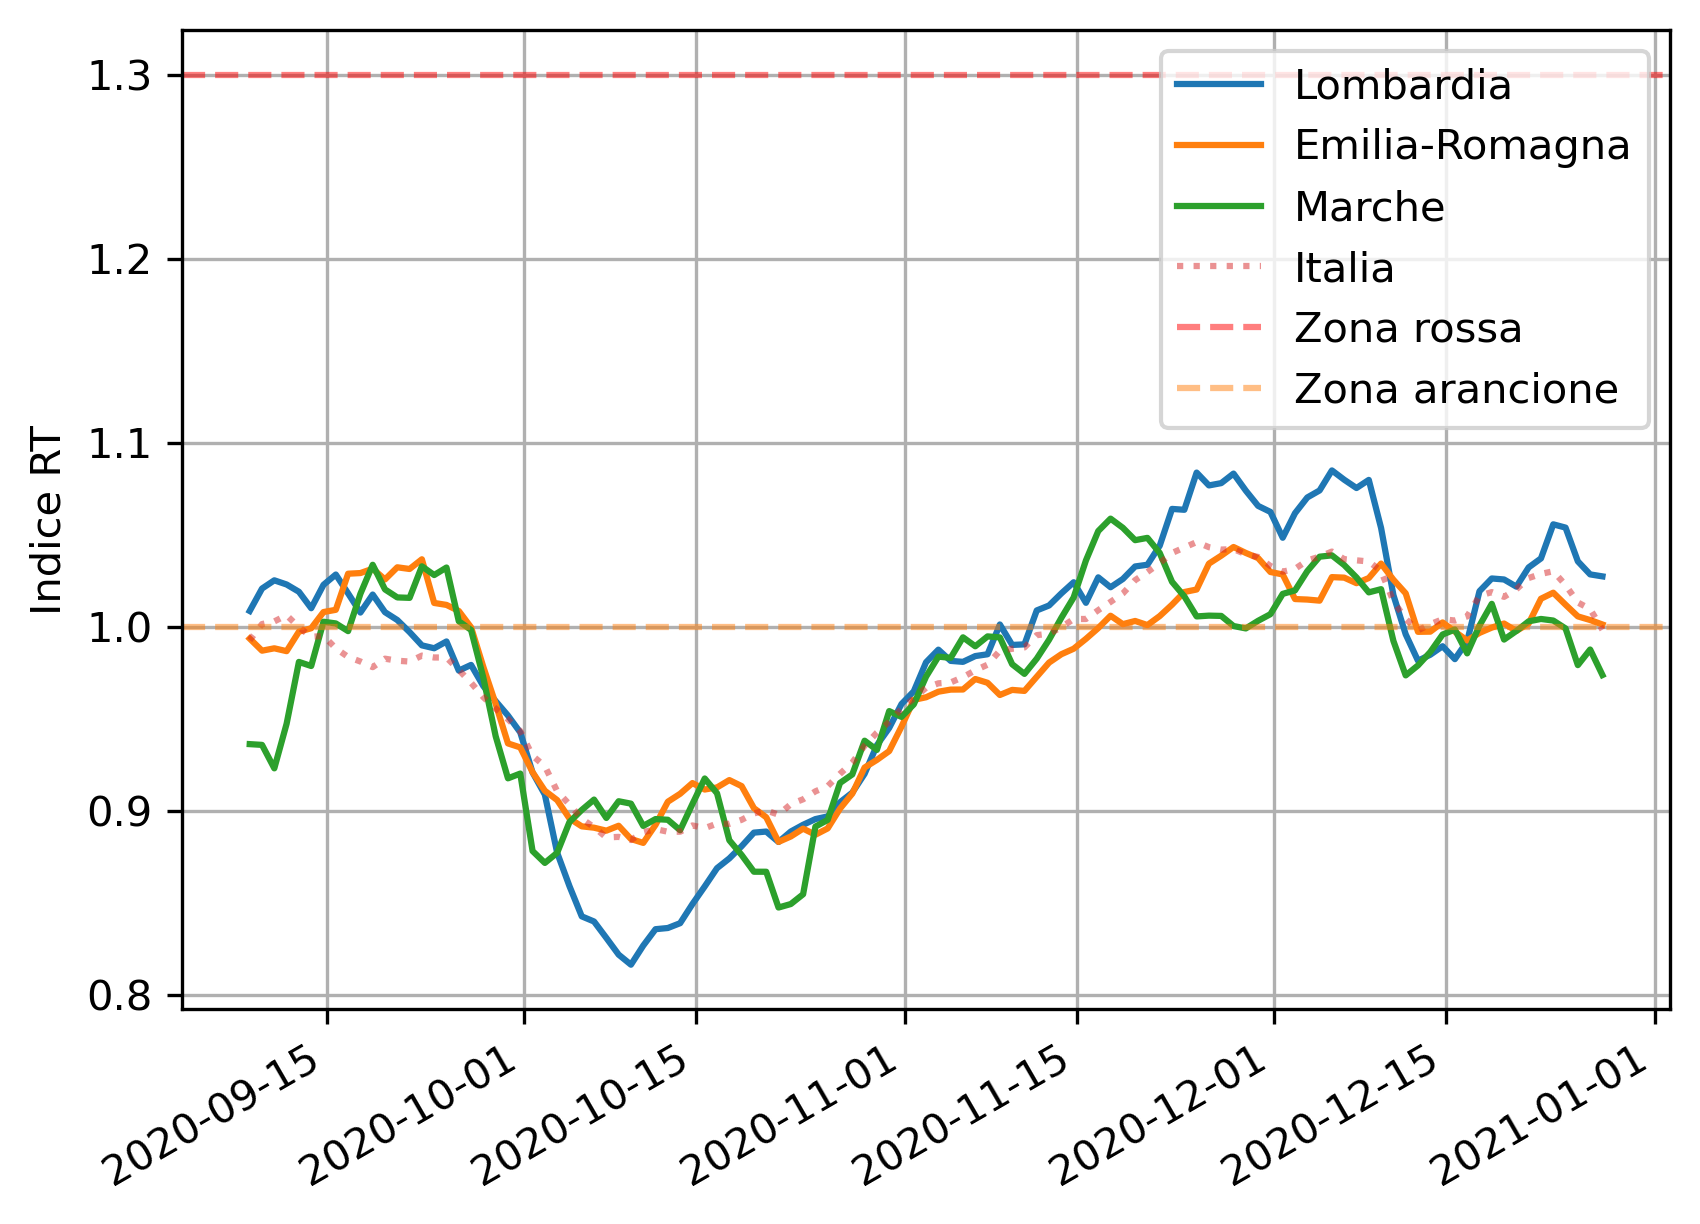 Indice RT
1.3
1.2
1.1
1.0
0.9
0.8
Lombardia
Emilia-Romagna
Marche
Italia
Zona rossa
Zona arancione
2020-09-15
2020-10-01
2020-10-15
2020-11-01
2020-11-15
2020-12-01
2020-12-15
2021-01-01